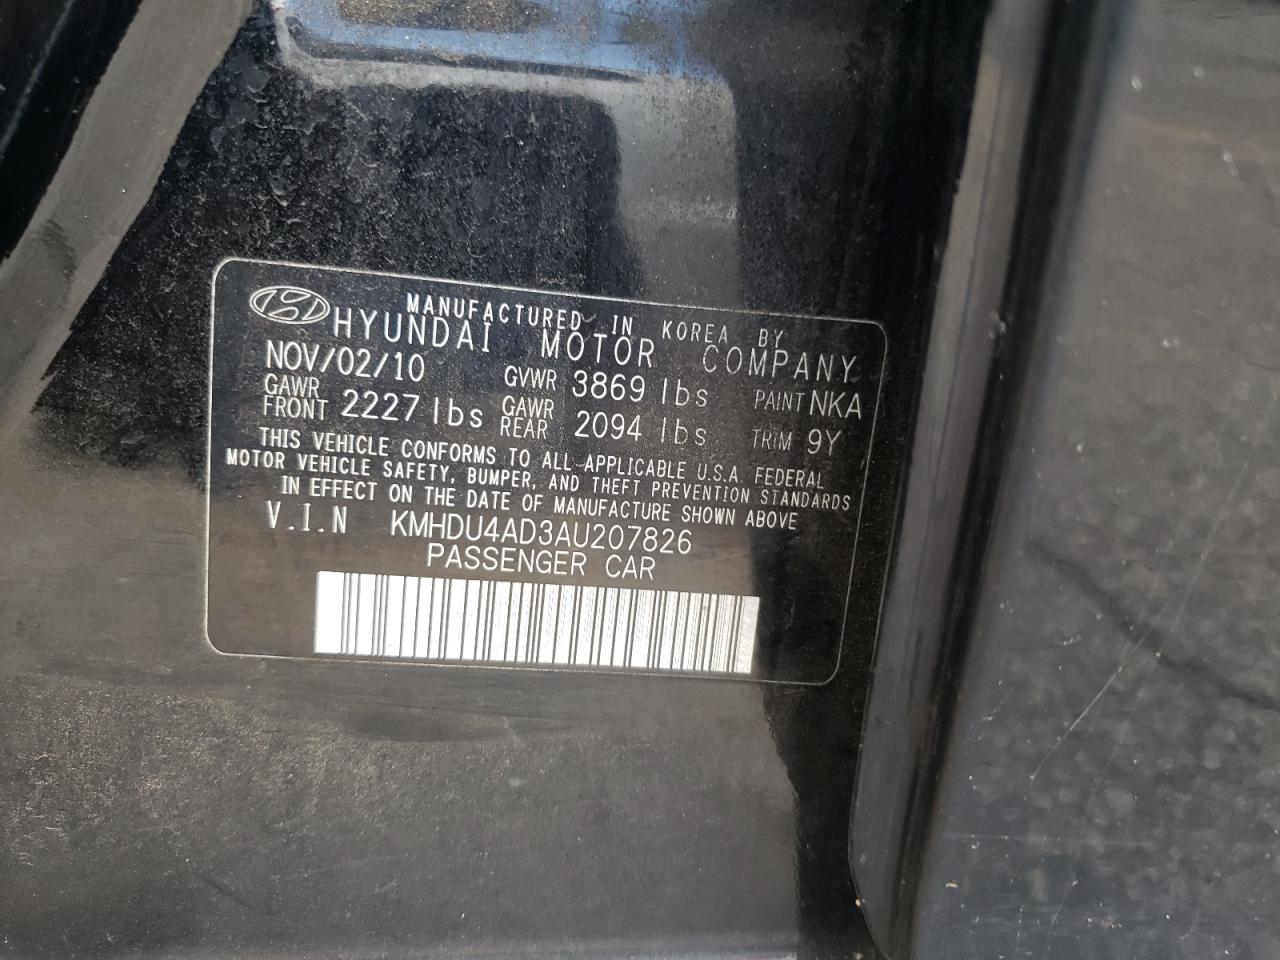 MANUFACTURED IN KOREA BY
HYUNDAI MOTOR COMPANY
NOV/02/10 GVWR 3869 lbs PAINT NKA
GAWR FRONT 2227 lbs GAWR REAR 2094 lbs TRIM 9Y
THIS VEHICLE CONFORMS TO ALL APPLICABLE U.S.A. FEDERAL
MOTOR VEHICLE SAFETY, BUMPER, AND THEFT PREVENTION STANDARDS
IN EFFECT ON THE DATE OF MANUFACTURE SHOWN ABOVE
V.I.N KMHDU4AD3AU207826
PASSENGER CAR